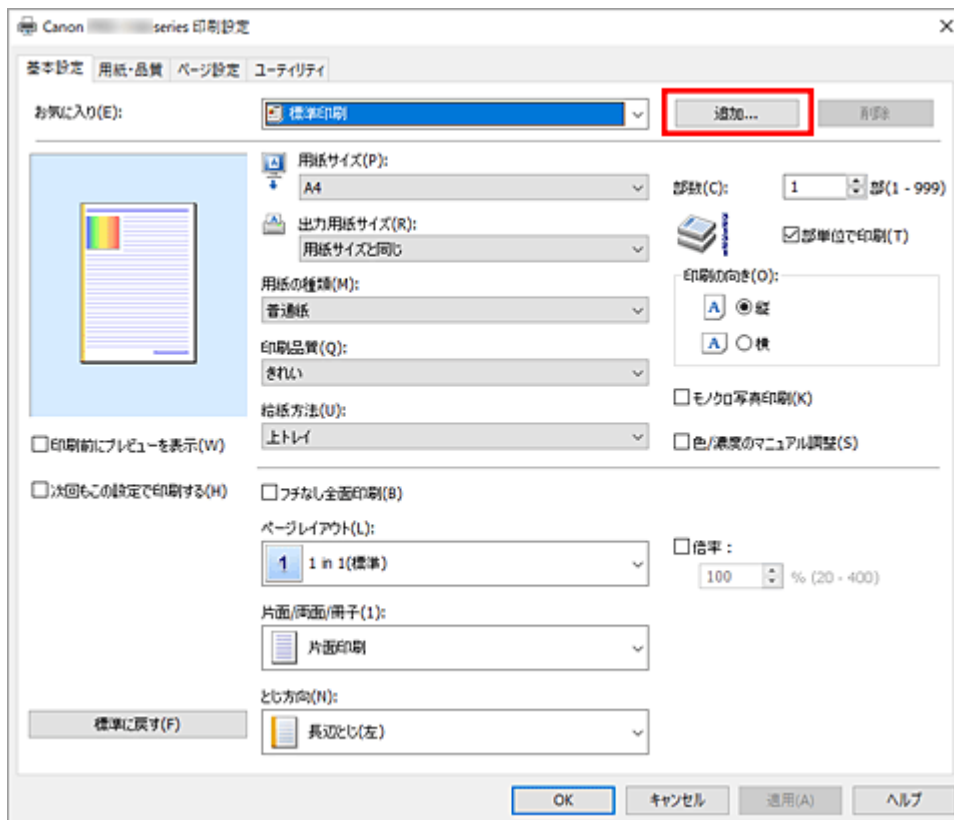 Canon series 印刷設定
基本設定 用紙・品質 ページ設定 ユーティリティ
お気に入り(E): 標準印刷 追加... 削除
用紙サイズ(P):
A4
部数(C): 1 部(1 - 999)
出力用紙サイズ(R):
用紙サイズと同じ
部単位で印刷(T)
用紙の種類(M):
普通紙
印刷の向き(O):
A 縦
A 横
印刷品質(Q):
きれい
給紙方法(U):
上トレイ
モノクロ写真印刷(K)
色/濃度のマニュアル調整(S)
印刷前にプレビューを表示(W)
次回もこの設定で印刷する(H)
フチなし全面印刷(B)
ページレイアウト(L):
1 1 in 1(標準)
倍率：
100 % (20 - 400)
片面/両面/冊子(1):
片面印刷
とじ方向(N):
長辺とじ(左)
標準に戻す(F)
OK キャンセル 適用(A) ヘルプ